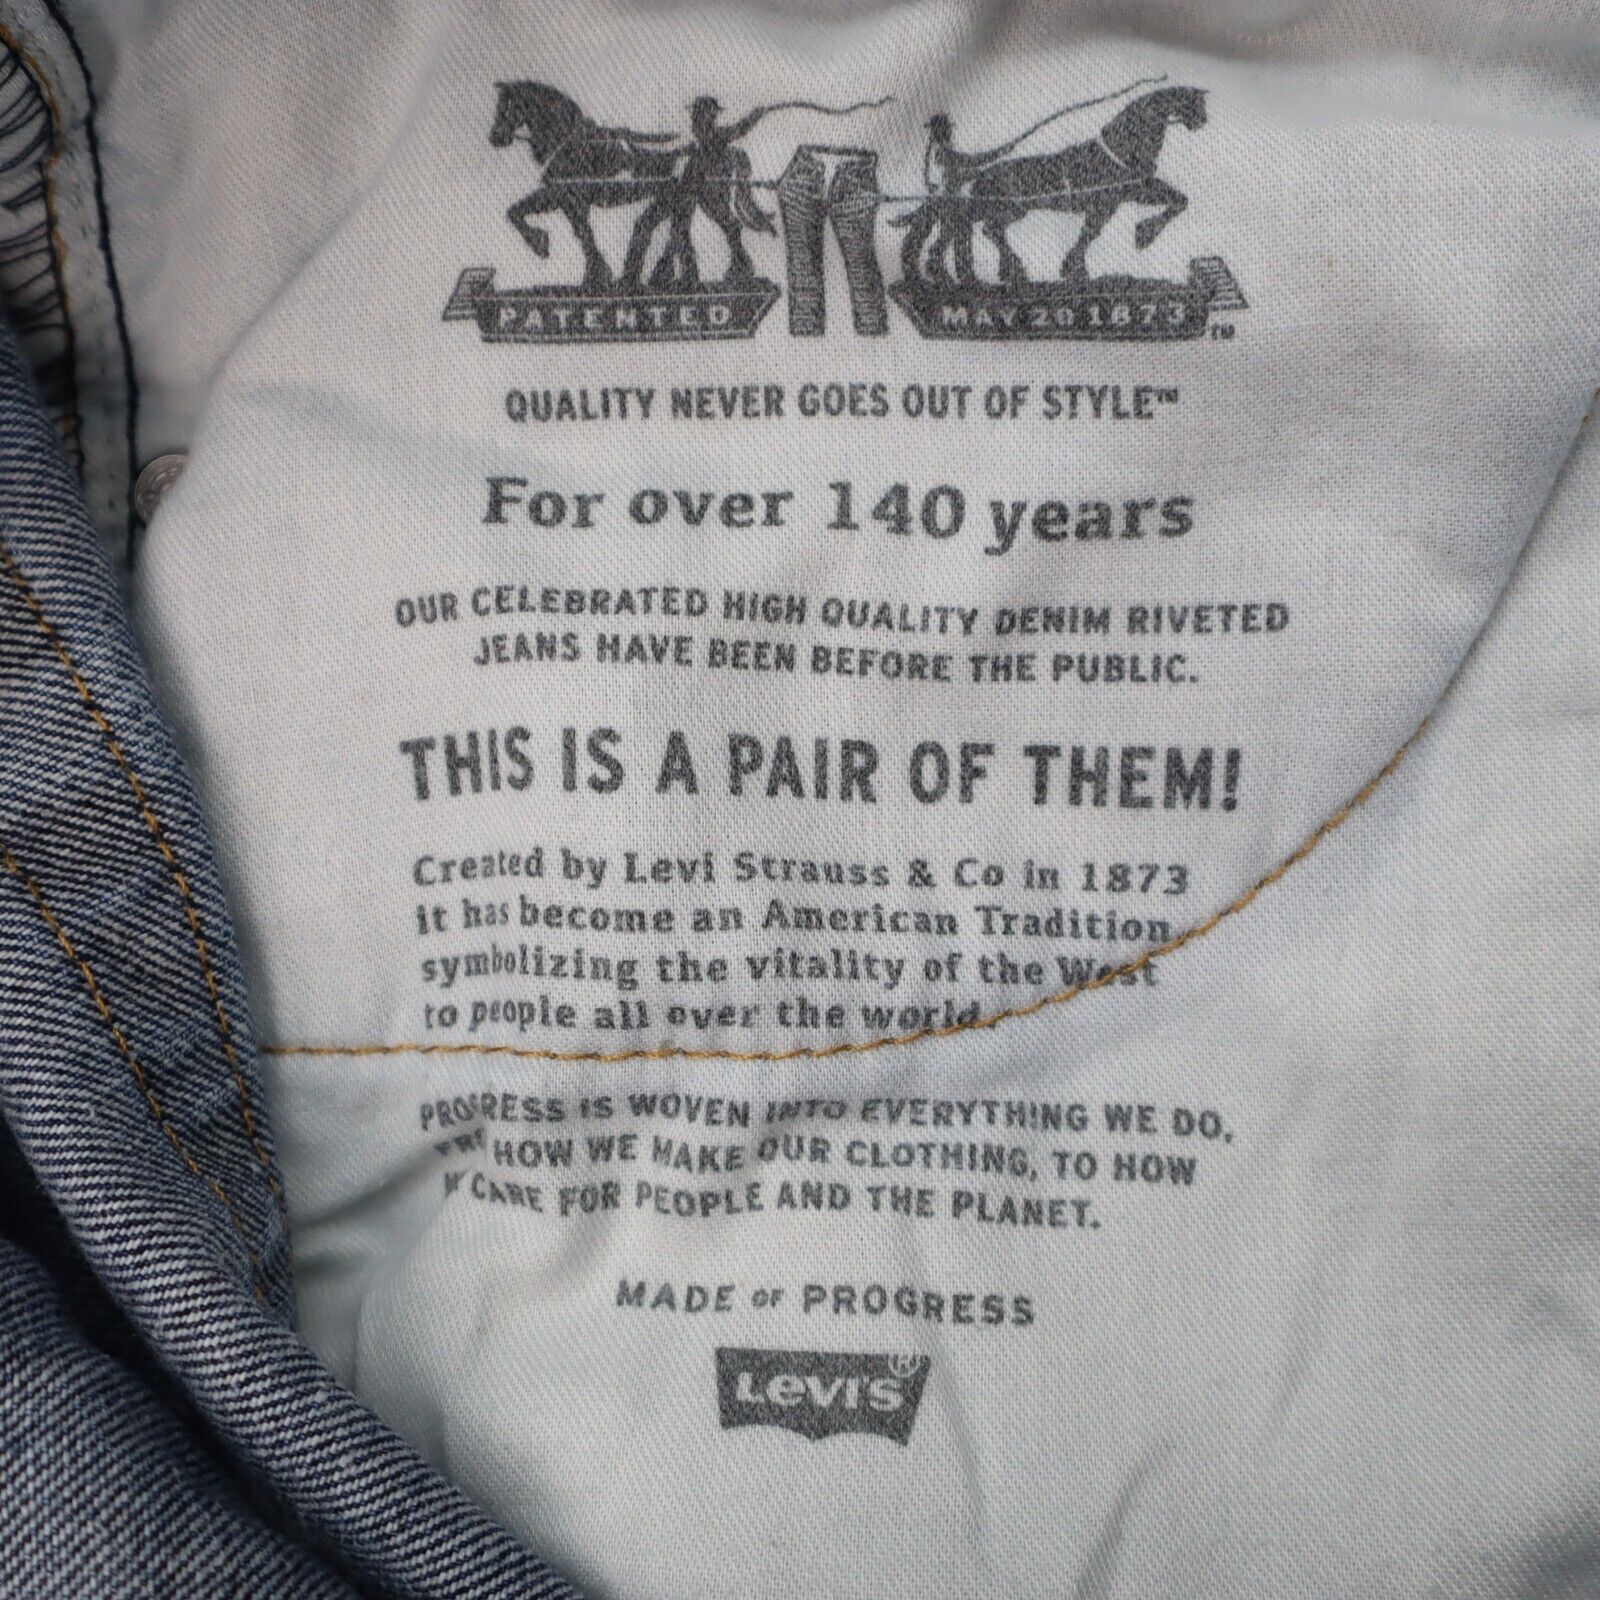 PATENTED MAY 20 1873 ™
QUALITY NEVER GOES OUT OF STYLE™
For over 140 years
OUR CELEBRATED HIGH QUALITY DENIM RIVETED
JEANS HAVE BEEN BEFORE THE PUBLIC.
THIS IS A PAIR OF THEM!
Created by Levi Strauss & Co in 1873
it has become an American Tradition
symbolizing the vitality of the West
to people all over the world.
PROGRESS IS WOVEN INTO EVERYTHING WE DO,
HOW WE MAKE OUR CLOTHING, TO HOW
CARE FOR PEOPLE AND THE PLANET.
MADE OF PROGRESS
LEVI'S ®